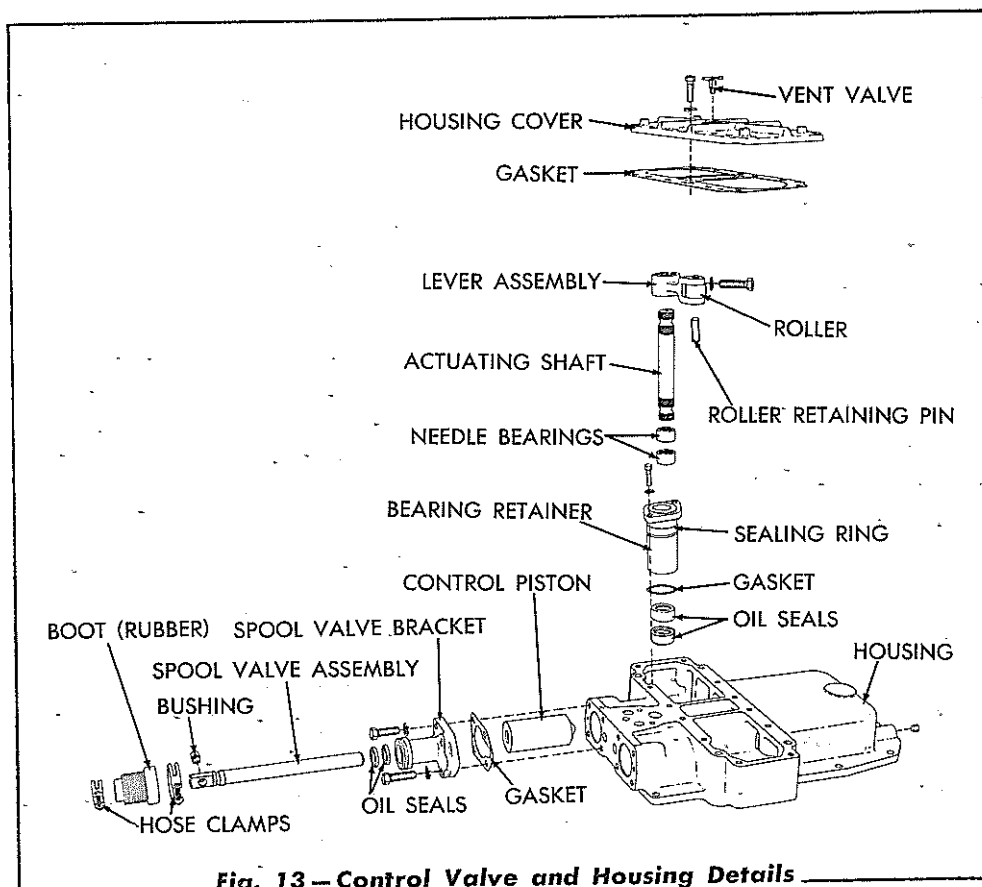 VENT VALVE
HOUSING COVER
GASKET
LEVER ASSEMBLY
ROLLER
ACTUATING SHAFT
ROLLER RETAINING PIN
NEEDLE BEARINGS
BEARING RETAINER
SEALING RING
CONTROL PISTON
GASKET
OIL SEALS
BOOT (RUBBER)
SPOOL VALVE BRACKET
HOUSING
SPOOL VALVE ASSEMBLY
BUSHING
OIL SEALS
GASKET
HOSE CLAMPS
Fig. 13—Control Valve and Housing Details